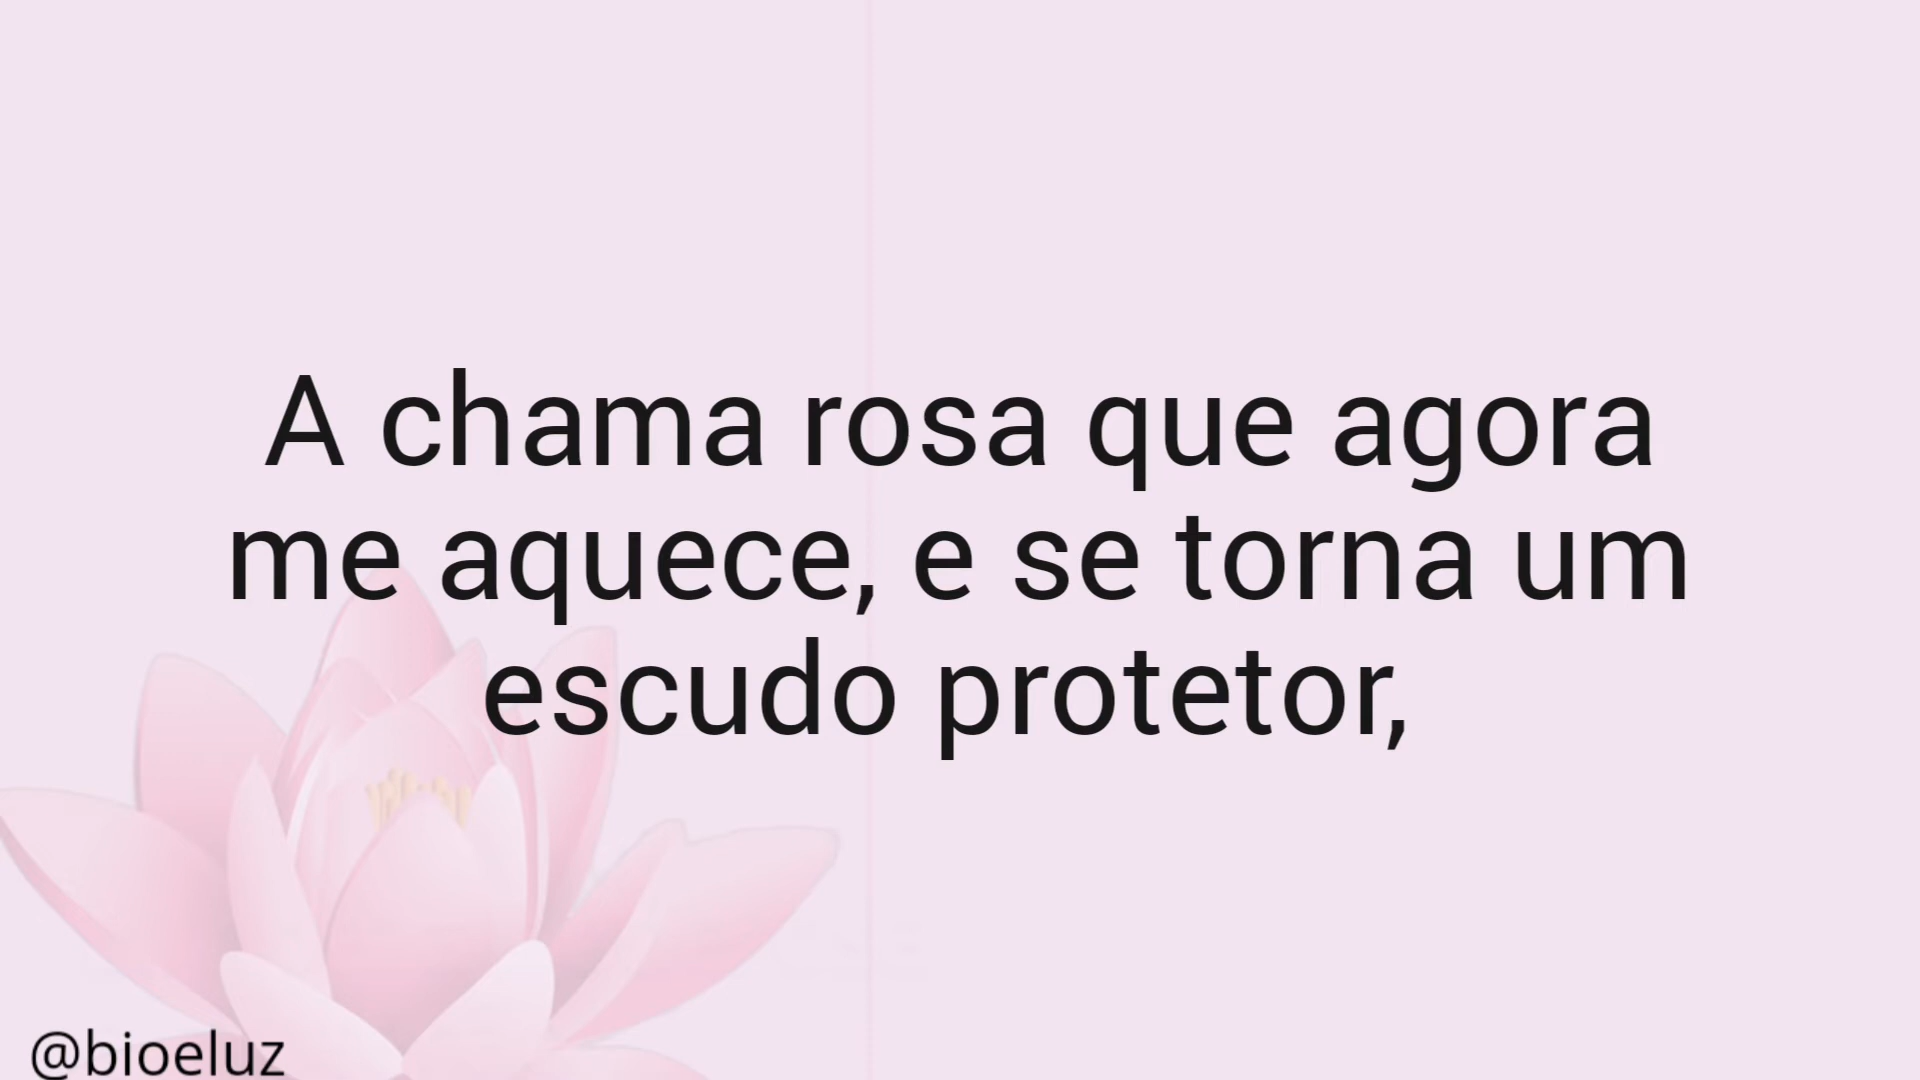 A chama rosa que agora
me aquece, e se torna um
escudo protetor,
@bioeluz